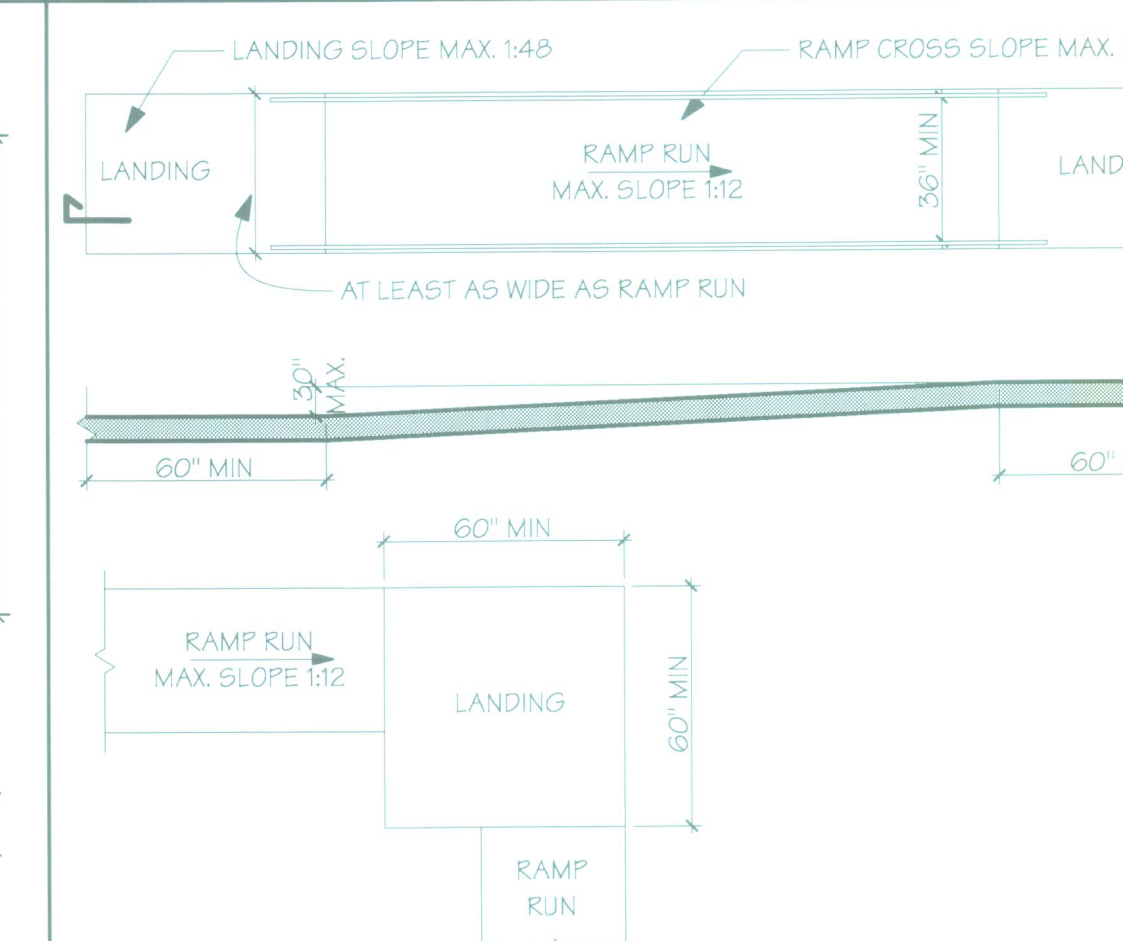 LANDING SLOPE MAX. 1:48
RAMP CROSS SLOPE MAX.
LANDING
RAMP RUN
MAX. SLOPE 1:12
36" MIN
LAND
AT LEAST AS WIDE AS RAMP RUN
30"
MAX.
60" MIN
60"
60" MIN
RAMP RUN
MAX. SLOPE 1:12
LANDING
60" MIN
RAMP
RUN